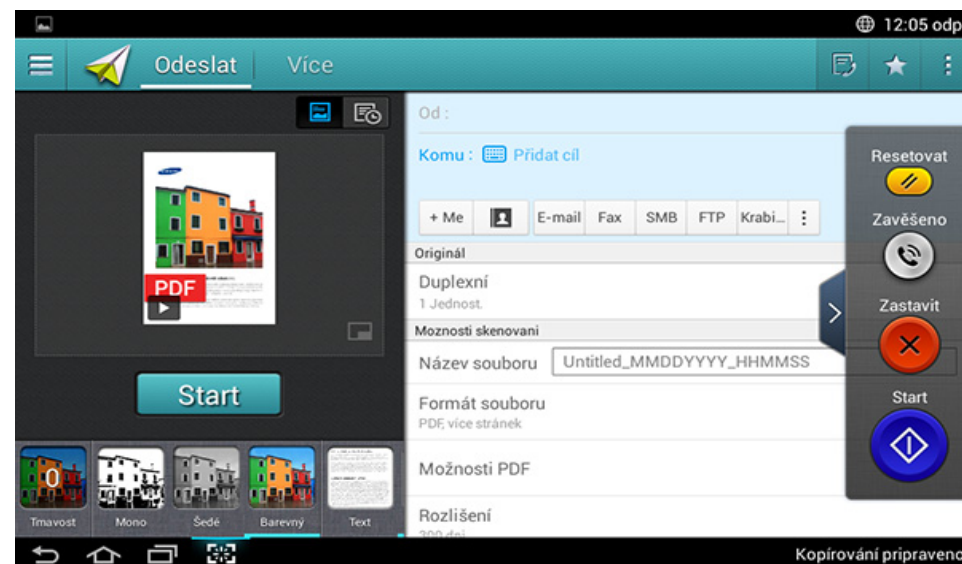 12:05 odp
Odeslat
Více
Od :
Komu :
Přidat cíl
+ Me
E-mail
Fax
SMB
FTP
Krabi...
Originál
Duplexní
1 Jednost.
Moznosti skenovani
Název souboru
Untitled_MMDDYYYY_HHMMSS
Formát souboru
PDF, více stránek
Možnosti PDF
Rozlišení
PDF
Start
0
Tmavost
Mono
Šedé
Barevný
Text
Resetovat
Zavěšeno
Zastavit
Start
Kopírování pripraveno